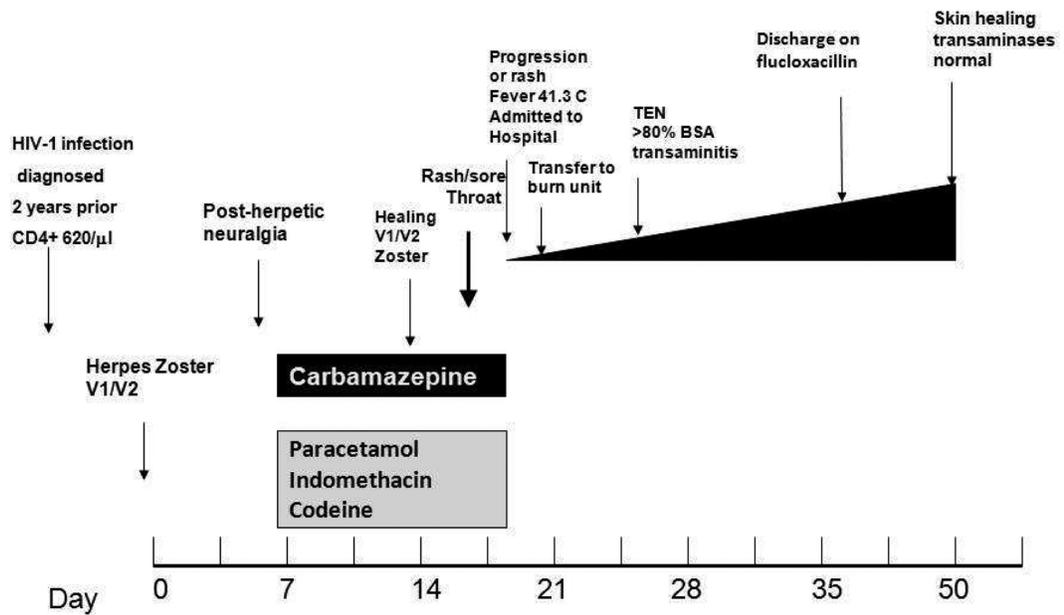 HIV-1 infection
diagnosed
2 years prior
CD4+ 620/μl
Herpes Zoster
V1/V2
Post-herpetic
neuralgia
Healing
V1/V2
Zoster
Rash/sore
Throat
Progression
or rash
Fever 41.3 C
Admitted to
Hospital
Transfer to
burn unit
TEN
>80% BSA
transaminitis
Discharge on
flucloxacillin
Skin healing
transaminases
normal
Carbamazepine
Paracetamol
Indomethacin
Codeine
Day 0 7 14 21 28 35 50